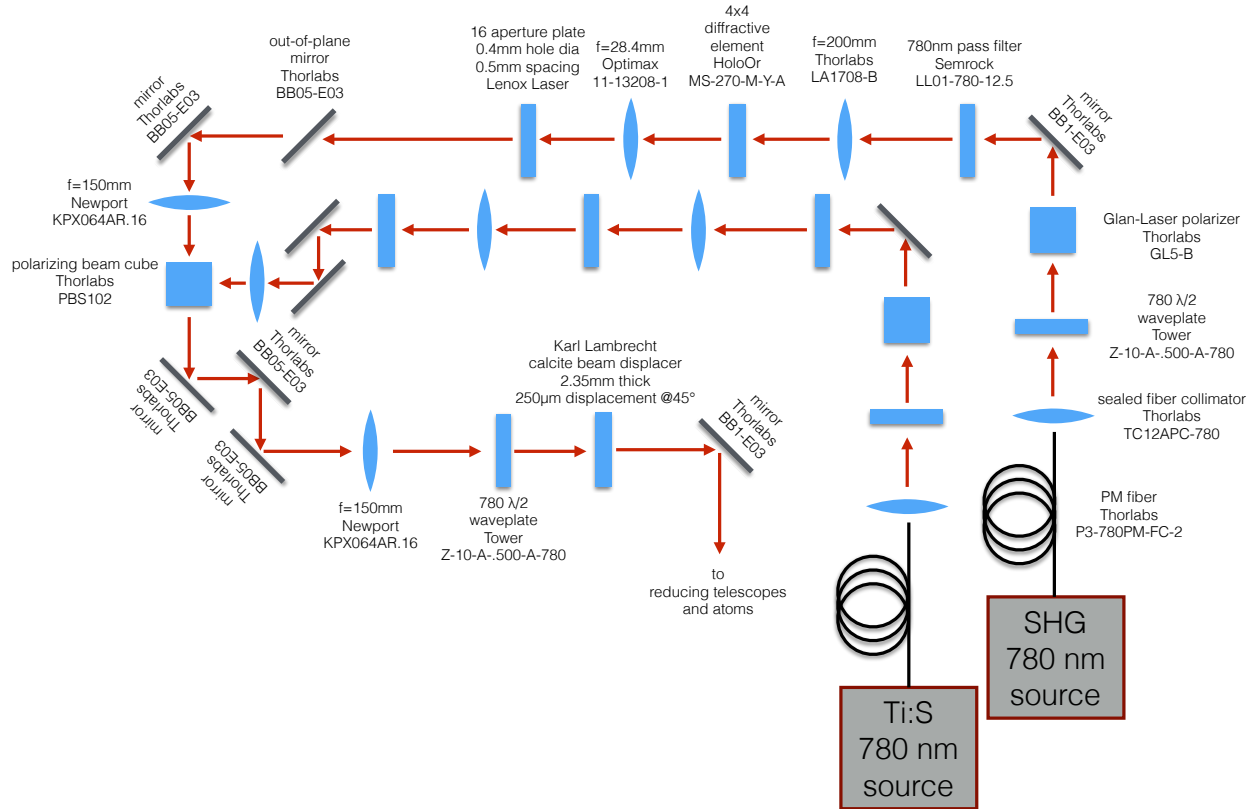 16 aperture plate
0.4mm hole dia
0.5mm spacing
Lenox Laser
f=28.4mm
Optimax
11-13208-1
4x4
diffractive
element
HoloOr
MS-270-M-Y-A
f=200mm
Thorlabs
LA1708-B
780nm pass filter
Semrock
LL01-780-12.5
out-of-plane
mirror
Thorlabs
BB05-E03
mirror
Thorlabs
BB05-E03
mirror
Thorlabs
BB1-E03
f=150mm
Newport
KPX064AR.16
Glan-Laser polarizer
Thorlabs
GL5-B
polarizing beam cube
Thorlabs
PBS102
780 λ/2
waveplate
Tower
Z-10-A-.500-A-780
mirror
Thorlabs
BB05-E03
mirror
Thorlabs
BB05-E03
mirror
Thorlabs
BB05-E03
Karl Lambrecht
calcite beam displacer
2.35mm thick
250μm displacement @45°
mirror
Thorlabs
BB1-E03
sealed fiber collimator
Thorlabs
TC12APC-780
f=150mm
Newport
KPX064AR.16
780 λ/2
waveplate
Tower
Z-10-A-.500-A-780
PM fiber
Thorlabs
P3-780PM-FC-2
to
reducing telescopes
and atoms
SHG
780 nm
source
Ti:S
780 nm
source